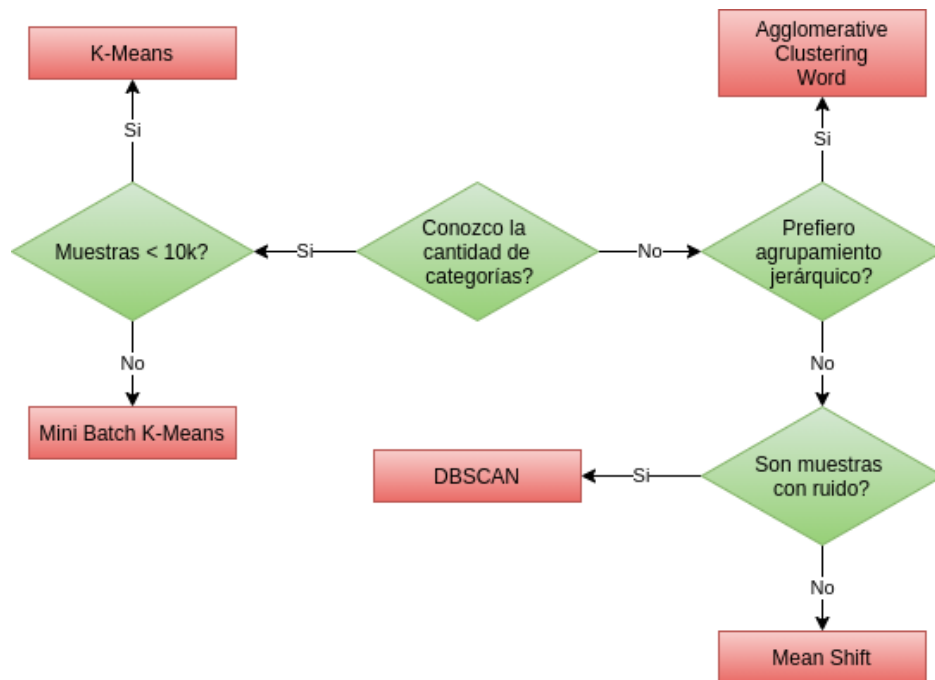 K-Means
Agglomerative
Clustering
Word
Si
Si
Muestras < 10k?
Si
Conozco la
cantidad de
categorías?
No
Prefiero
agrupamiento
jerárquico?
No
No
Mini Batch K-Means
DBSCAN
Si
Son muestras
con ruido?
No
Mean Shift